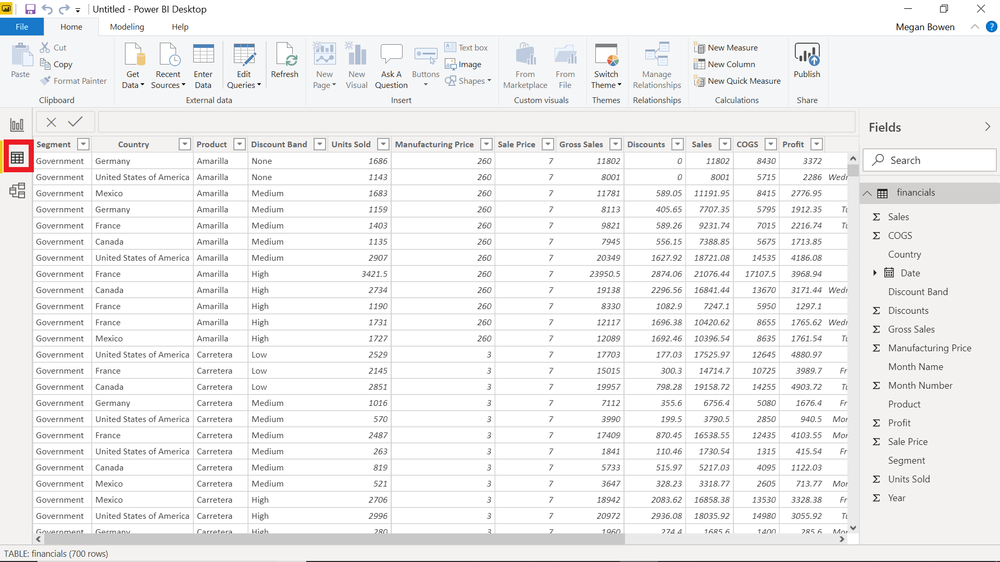 Untitled - Power BI Desktop
File Home Modeling Help Megan Bowen ?
Paste Cut Copy Format Painter Clipboard
Get Data Recent Sources Enter Data Edit Queries Refresh External data
New Page New Visual Ask A Question Buttons Text box Image Shapes Insert
From Marketplace From File Custom visuals
Switch Theme Themes
Manage Relationships Relationships
New Measure New Column New Quick Measure Calculations
Publish Share
Segment Country Product Discount Band Units Sold Manufacturing Price Sale Price Gross Sales Discounts Sales COGS Profit
Government Germany Amarilla None 1686 260 7 11802 0 11802 8430 3372
Government United States of America Amarilla None 1143 260 7 8001 0 8001 5715 2286 Wedn
Government Mexico Amarilla Medium 1683 260 7 11781 589.05 11191.95 8415 2776.95
Government Germany Amarilla Medium 1159 260 7 8113 405.65 7707.35 5795 1912.35 Tu
Government France Amarilla Medium 1403 260 7 9821 589.26 9231.74 7015 2216.74 Tu
Government Canada Amarilla Medium 1135 260 7 7945 556.15 7388.85 5675 1713.85
Government United States of America Amarilla Medium 2907 260 7 20349 1627.92 18721.08 14535 4186.08
Government France Amarilla High 3421.5 260 7 23950.5 2874.06 21076.44 17107.5 3968.94
Government Canada Amarilla High 2734 260 7 19138 2296.56 16841.44 13670 3171.44 Wedn
Government France Amarilla High 1190 260 7 8330 1082.9 7247.1 5950 1297.1
Government France Amarilla High 1731 260 7 12117 1696.38 10420.62 8655 1765.62 Wedn
Government Mexico Amarilla High 1727 260 7 12089 1692.46 10396.54 8635 1761.54 Tu
Government United States of America Carretera Low 2529 3 7 17703 177.03 17525.97 12645 4880.97
Government France Carretera Low 2145 3 7 15015 300.3 14714.7 10725 3989.7 Fr
Government Canada Carretera Low 2851 3 7 19957 798.28 19158.72 14255 4903.72 Tu
Government Germany Carretera Medium 1016 3 7 7112 355.6 6756.4 5080 1676.4 Fr
Government United States of America Carretera Medium 570 3 7 3990 199.5 3790.5 2850 940.5 Mon
Government France Carretera Medium 2487 3 7 17409 870.45 16538.55 12435 4103.55 Mon
Government United States of America Carretera Medium 263 3 7 1841 110.46 1730.54 1315 415.54 Fr
Government Canada Carretera Medium 819 3 7 5733 515.97 5217.03 4095 1122.03
Government Mexico Carretera Medium 521 3 7 3647 328.23 3318.77 2605 713.77 Mon
Government Mexico Carretera High 2706 3 7 18942 2083.62 16858.38 13530 3328.38 Fr
Government United States of America Carretera High 2996 3 7 20972 2936.08 18035.92 14980 3055.92 Tu
Government Germany Carretera High 280 3 7 1960 274.4 1685.6 1400 285.6 Mon
Fields
Search
financials
Sales
COGS
Country
Date
Discount Band
Discounts
Gross Sales
Manufacturing Price
Month Name
Month Number
Product
Profit
Sale Price
Segment
Units Sold
Year
TABLE: financials (700 rows)